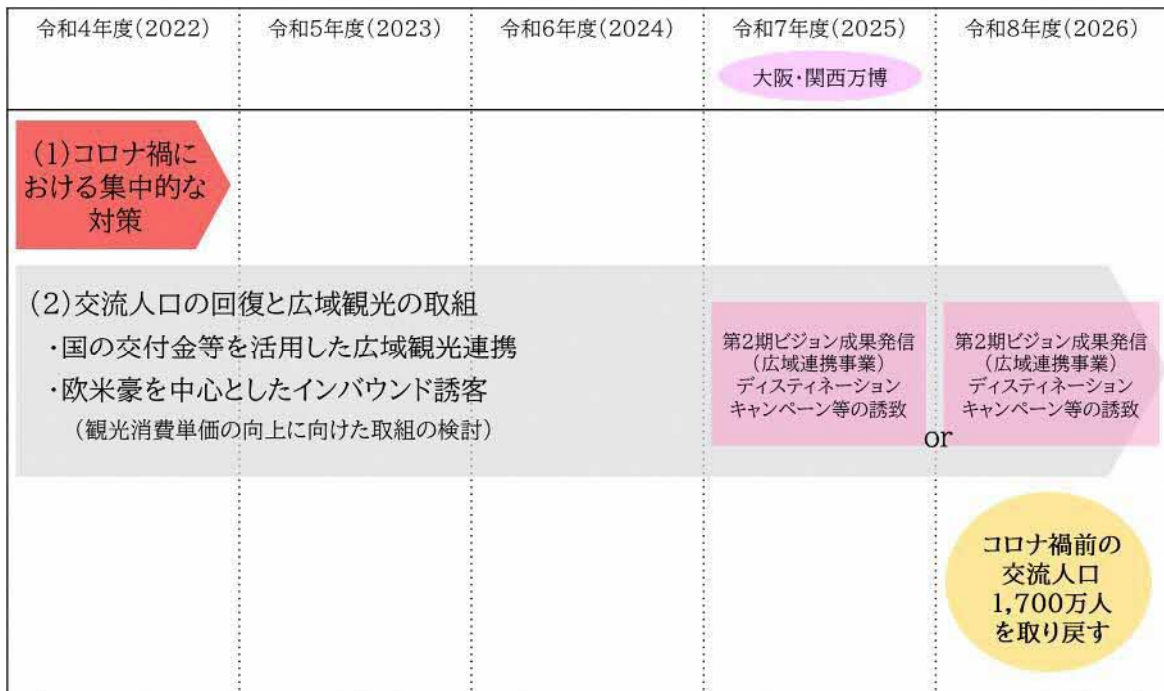 令和4年度(2022)
令和5年度(2023)
令和6年度(2024)
令和7年度(2025)
令和8年度(2026)
大阪・関西万博
(1)コロナ禍に
おける集中的な
対策
(2)交流人口の回復と広域観光の取組
・国の交付金等を活用した広域観光連携
・欧米豪を中心としたインバウンド誘客
(観光消費単価の向上に向けた取組の検討)
第2期ビジョン成果発信
(広域連携事業)
ディスティネーション
キャンペーン等の誘致
or
第2期ビジョン成果発信
(広域連携事業)
ディスティネーション
キャンペーン等の誘致
コロナ禍前の
交流人口
1,700万人
を取り戻す